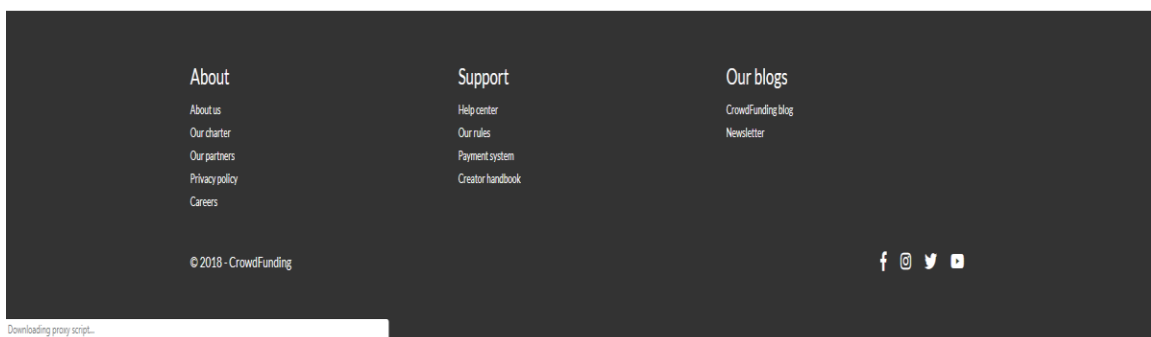 About
About us
Our charter
Our partners
Privacy policy
Careers
Support
Help center
Our rules
Payment system
Creator handbook
Our blogs
CrowdFunding blog
Newsletter
© 2018 - CrowdFunding
Downloading proxy script...